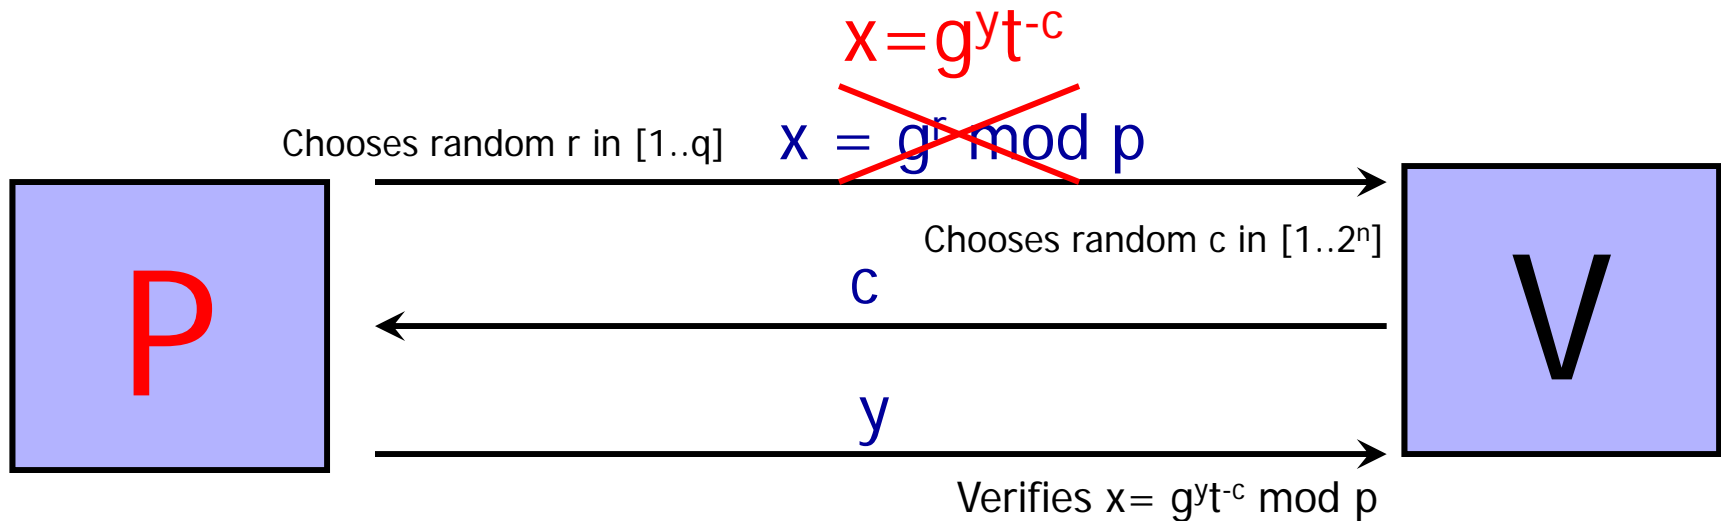 x=gʸt⁻ᶜ
Chooses random r in [1..q] x = gʳ mod p
Chooses random c in [1..2ⁿ]
c
P
V
y
Verifies x= gʸt⁻ᶜ mod p